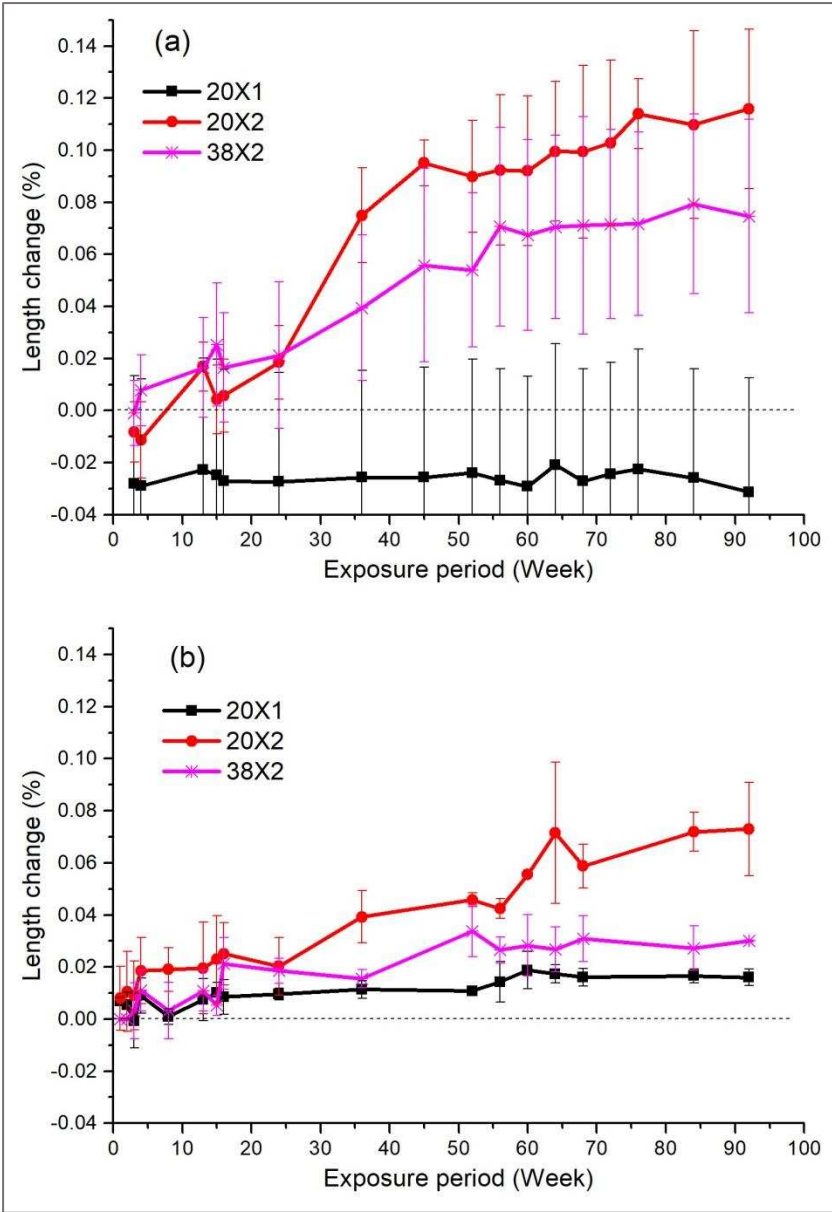 (a)
20X1
20X2
38X2
Length change (%)
0.14
0.12
0.10
0.08
0.06
0.04
0.02
0.00
-0.02
-0.04
0 10 20 30 40 50 60 70 80 90 100
Exposure period (Week)
(b)
20X1
20X2
38X2
Length change (%)
0.14
0.12
0.10
0.08
0.06
0.04
0.02
0.00
-0.02
-0.04
0 10 20 30 40 50 60 70 80 90 100
Exposure period (Week)